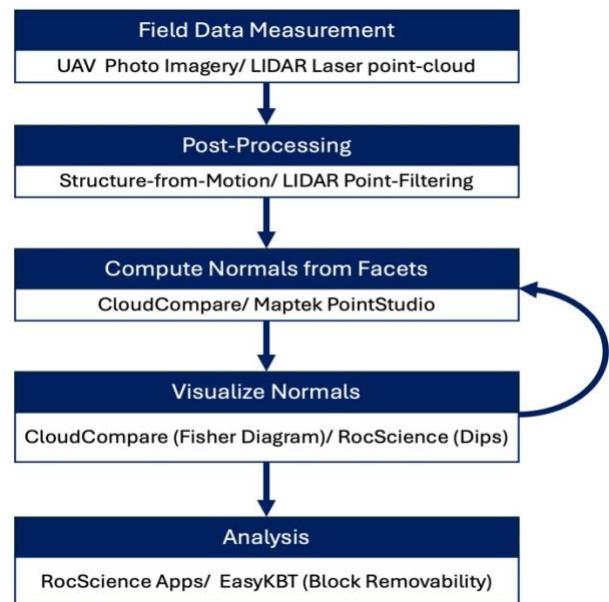 Field Data Measurement
UAV Photo Imagery/ LIDAR Laser point-cloud
Post-Processing
Structure-from-Motion/ LIDAR Point-Filtering
Compute Normals from Facets
CloudCompare/ Maptek PointStudio
Visualize Normals
CloudCompare (Fisher Diagram)/ RocScience (Dips)
Analysis
RocScience Apps/ EasyKBT (Block Removability)